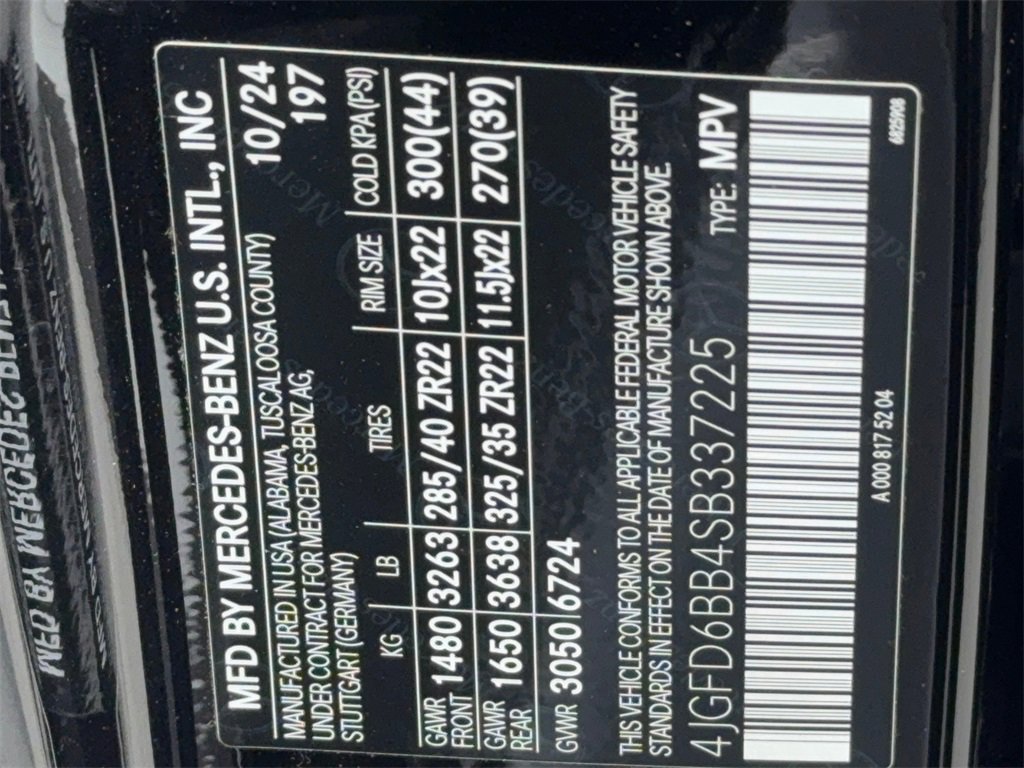 MFD BY MERCEDES-BENZ U.S. INTL., INC
MANUFACTURED IN USA (ALABAMA, TUSCALOOSA COUNTY) 10/24
UNDER CONTRACT FOR MERCEDES-BENZ AG, 197
STUTTGART (GERMANY)
KG LB TIRES RIM SIZE COLD KPA(PSI)
GAWR FRONT 1480 3263 285/40 ZR22 10Jx22 300(44)
GAWR REAR 1650 3638 325/35 ZR22 11.5Jx22 270(39)
GVWR 3050 6724
THIS VEHICLE CONFORMS TO ALL APPLICABLE FEDERAL MOTOR VEHICLE SAFETY
STANDARDS IN EFFECT ON THE DATE OF MANUFACTURE SHOWN ABOVE.
4JGFD6BB4SB337225 TYPE: MPV
A 000 817 52 04 6825908